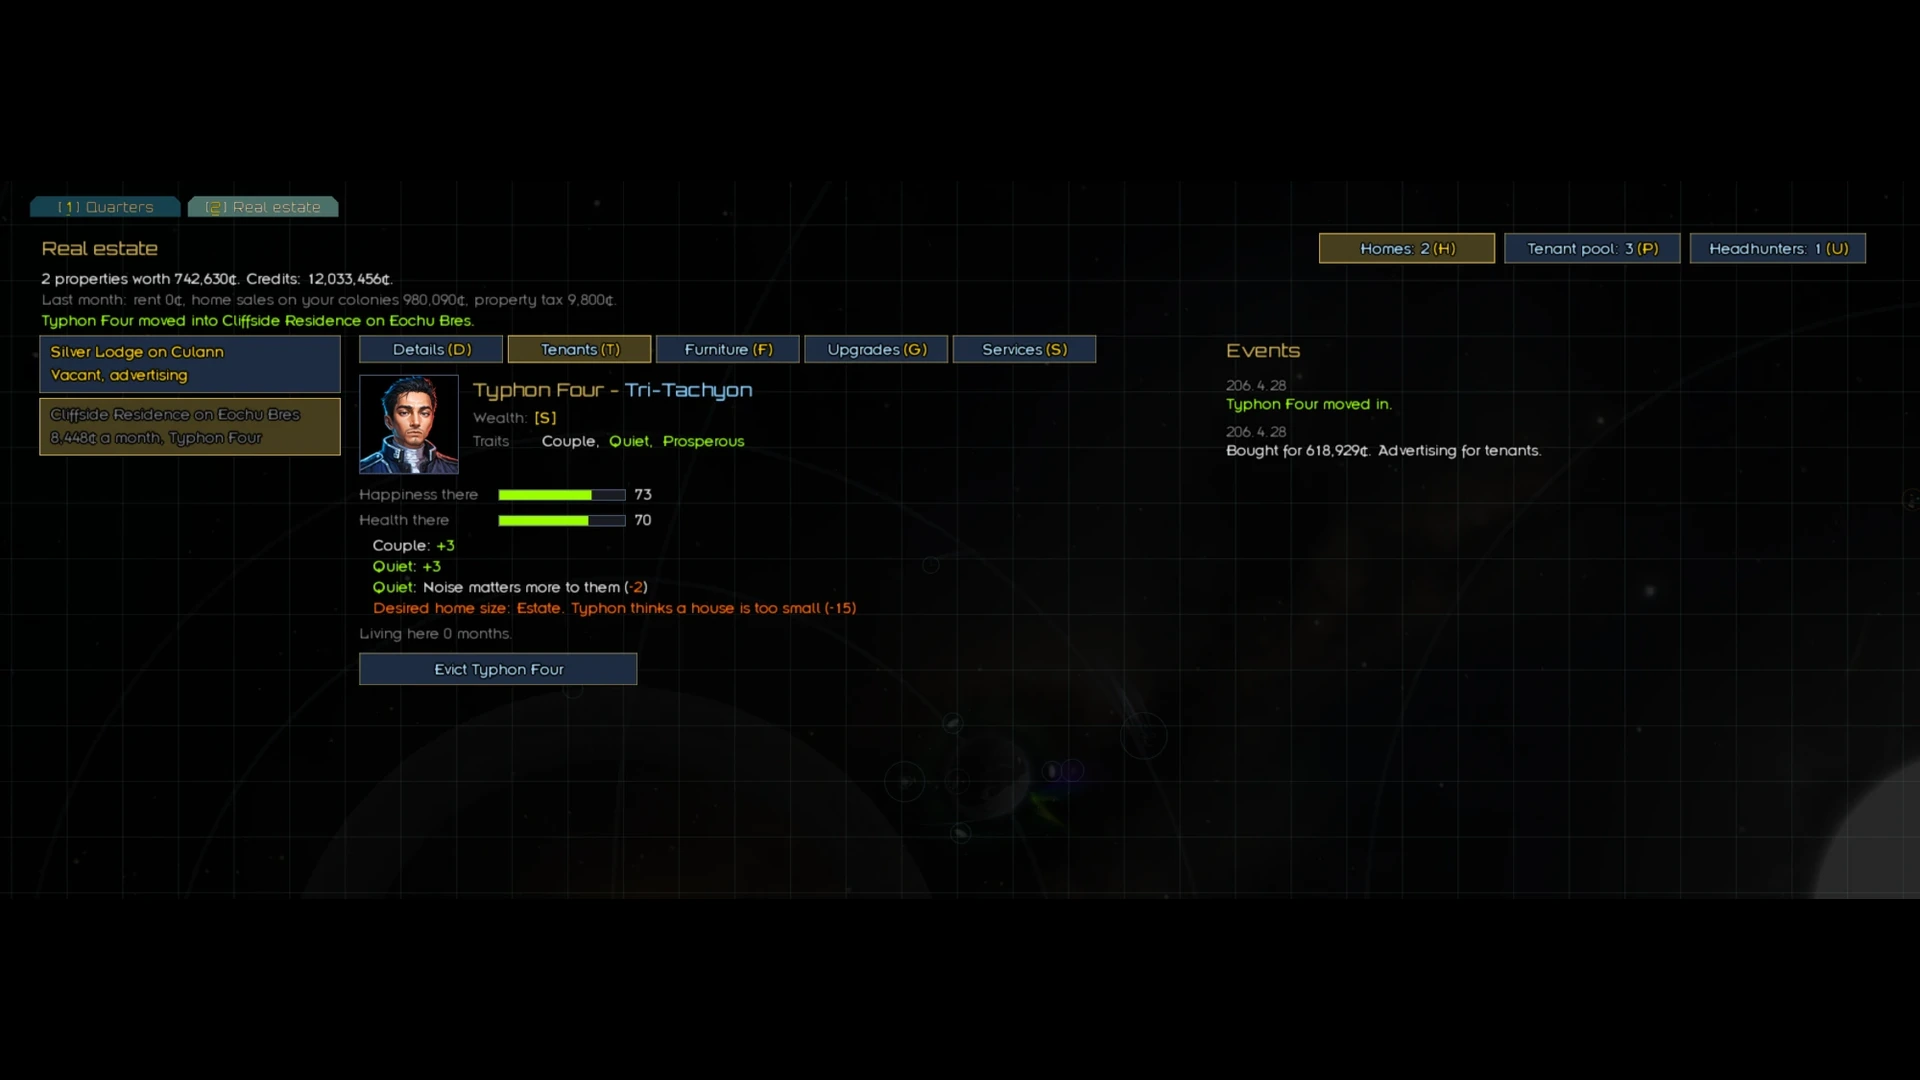 [1] Quarters [2] Real estate
Real estate
Homes: 2 (H) Tenant pool: 3 (P) Headhunters: 1 (U)
2 properties worth 742,630¢. Credits: 12,033,456¢.
Last month: rent 0¢, home sales on your colonies 980,090¢, property tax 9,800¢.
Typhon Four moved into Cliffside Residence on Eochu Bres.
Silver Lodge on Culann
Vacant, advertising
Cliffside Residence on Eochu Bres
8,448¢ a month, Typhon Four
Details (D) Tenants (T) Furniture (F) Upgrades (G) Services (S)
Typhon Four - Tri-Tachyon
Wealth: [S]
Traits Couple, Quiet, Prosperous
Happiness there 73
Health there 70
Couple: +3
Quiet: +3
Quiet: Noise matters more to them (-2)
Desired home size: Estate. Typhon thinks a house is too small (-15)
Living here 0 months.
Evict Typhon Four
Events
206.4.28
Typhon Four moved in.
206.4.28
Bought for 618,929¢. Advertising for tenants.